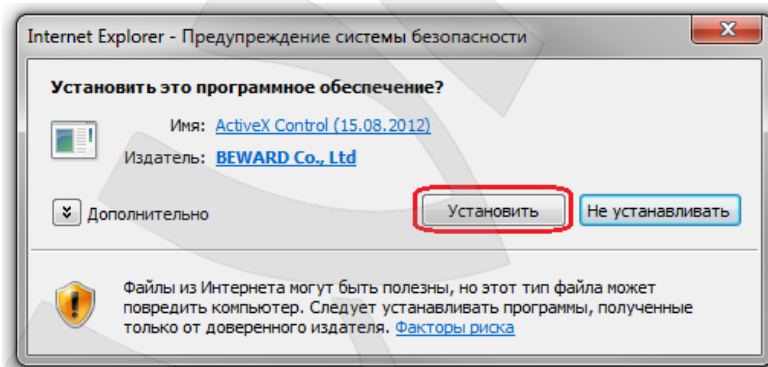 Internet Explorer - Предупреждение системы безопасности
Установить это программное обеспечение?
Имя: ActiveX Control (15.08.2012)
Издатель: BEWARD Co., Ltd
Дополнительно
Установить
Не устанавливать
Файлы из Интернета могут быть полезны, но этот тип файла может
повредить компьютер. Следует устанавливать программы, полученные
только от доверенного издателя. Факторы риска